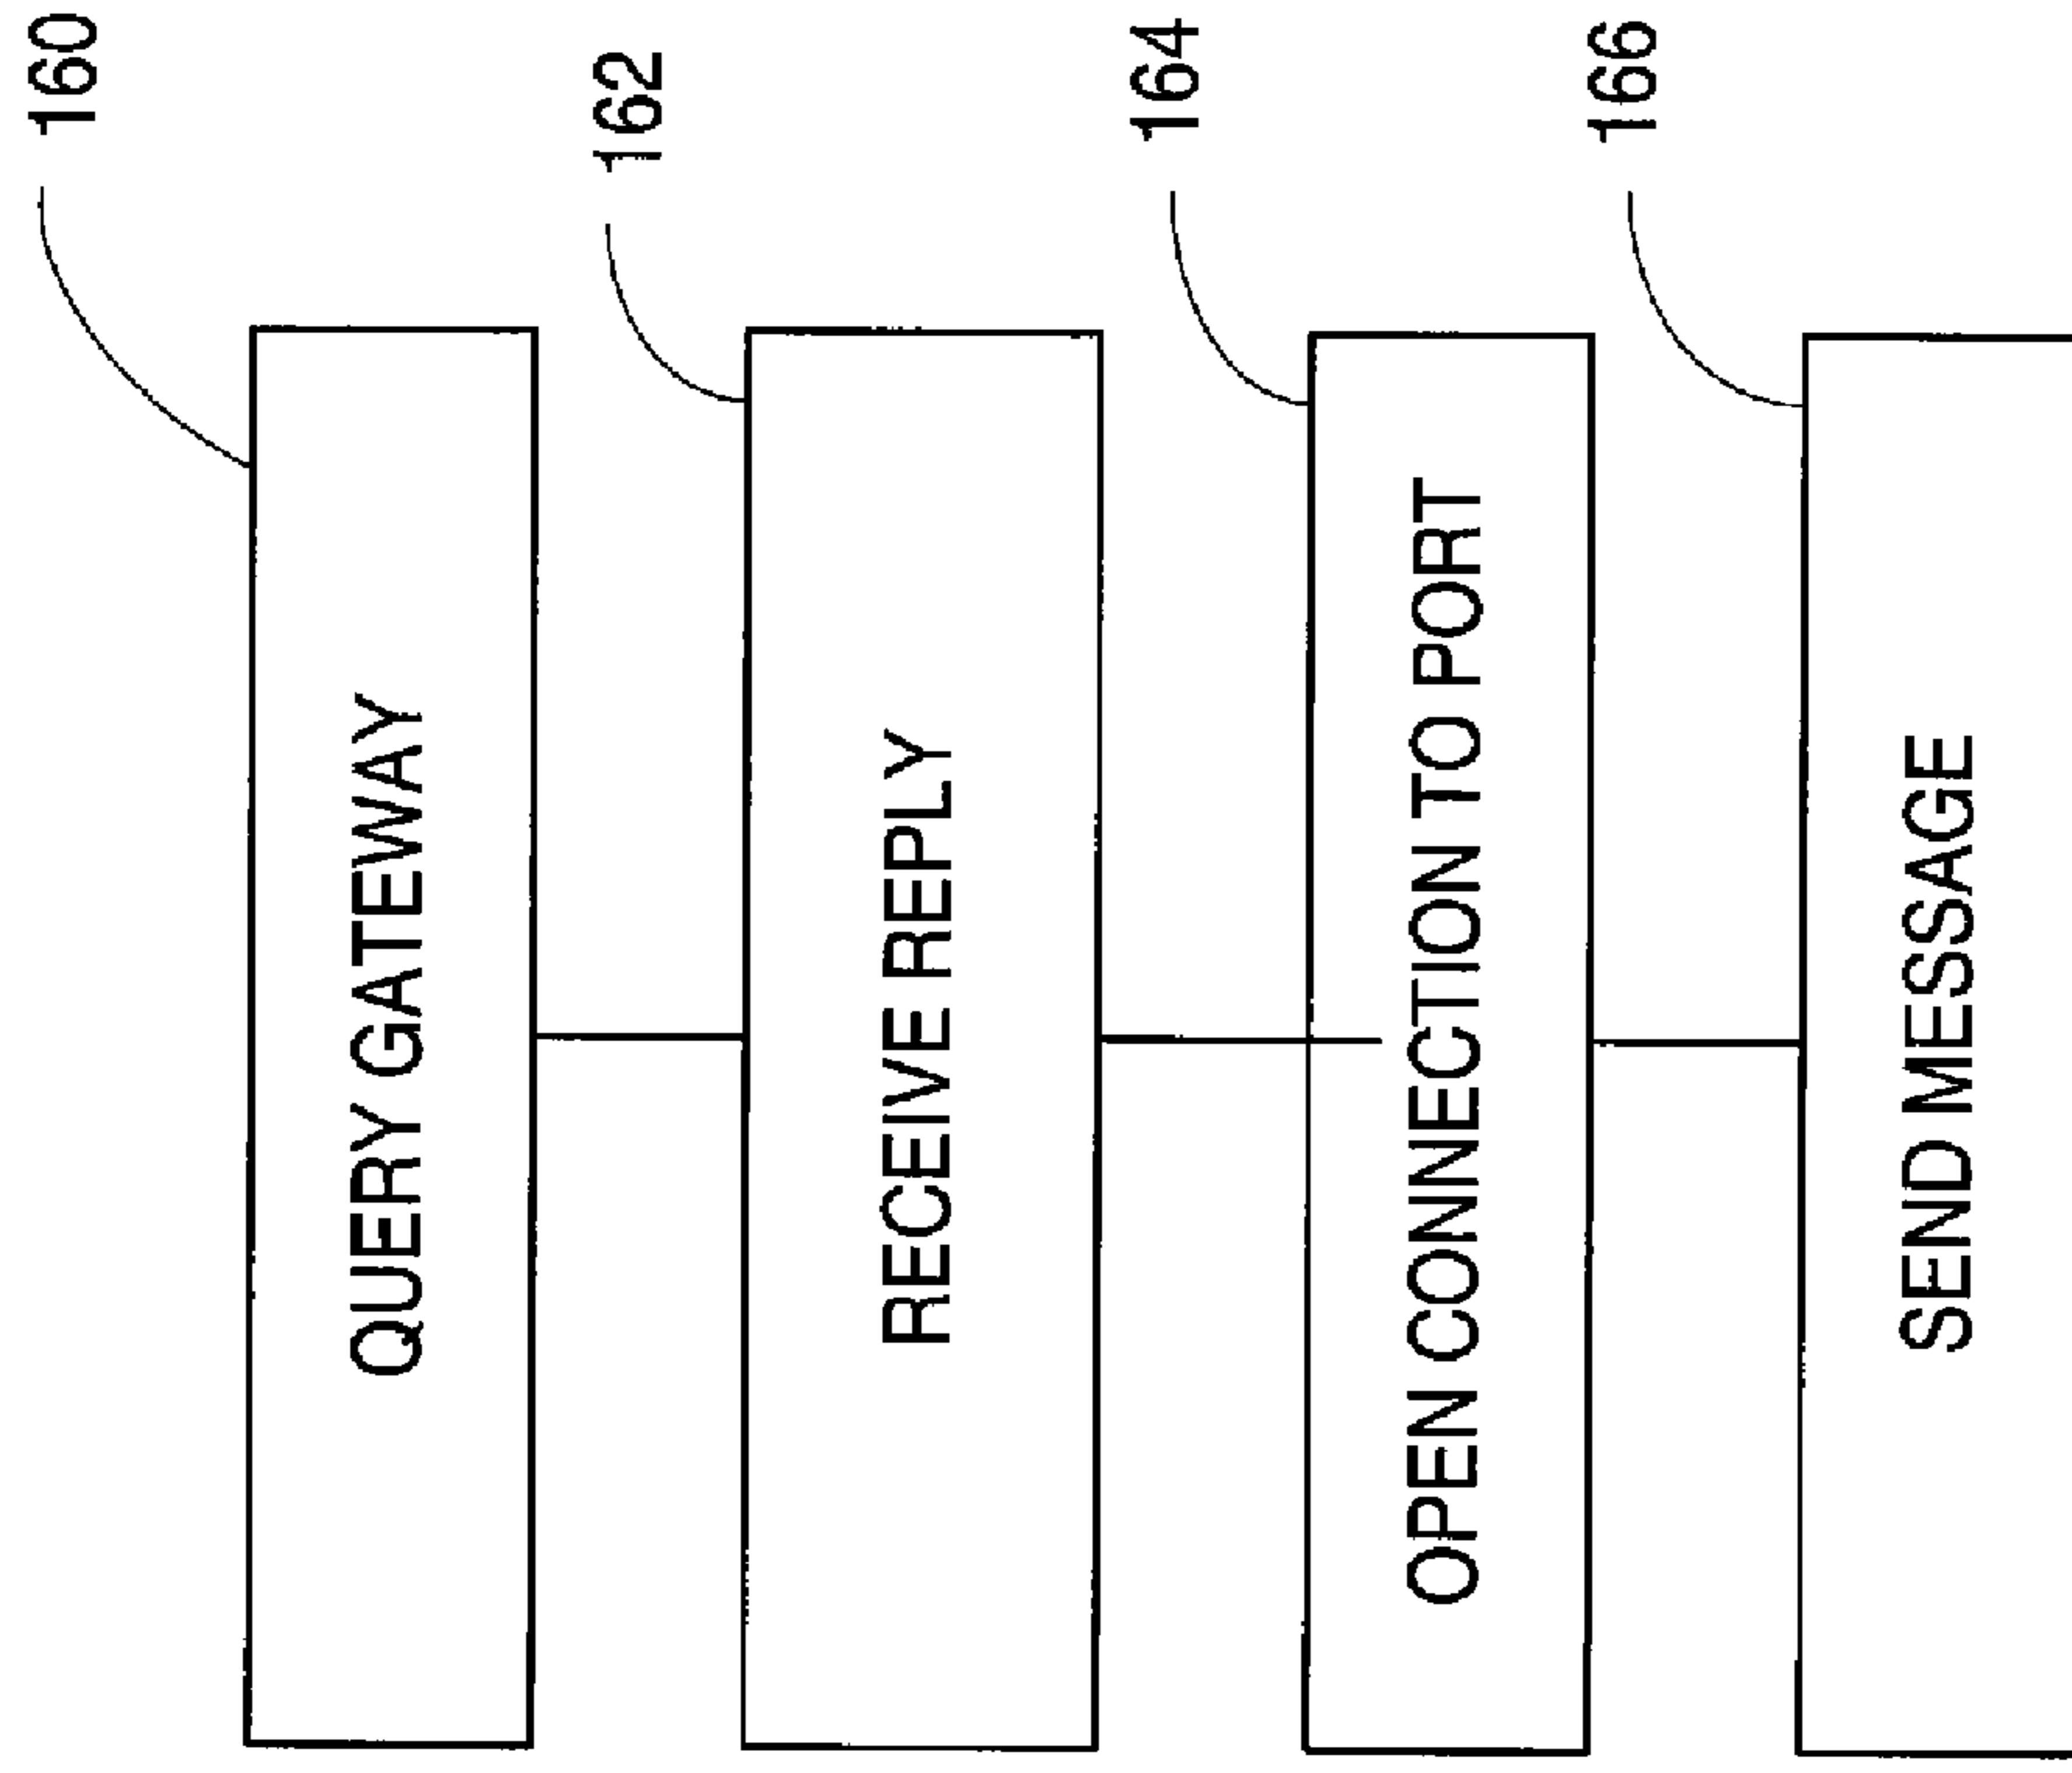 160
QUERY GATEWAY
162
RECEIVE REPLY
164
OPEN CONNECTION TO PORT
166
SEND MESSAGE